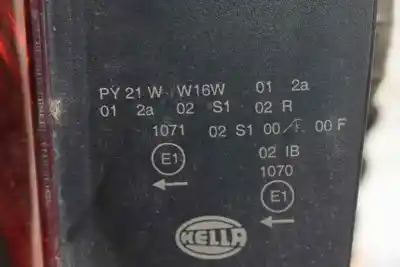 PY 21 W W16W 01 2a
01 2a 02 S1 02 R
1071 02 S1 00 F 00 F
E1 02 IB
1070
E1
HELLA